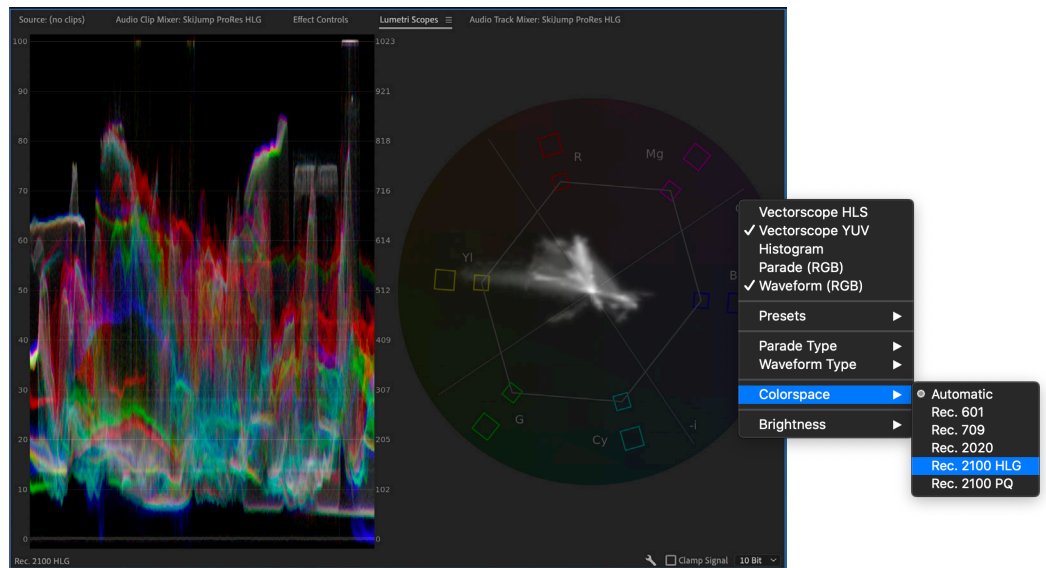 Source: (no clips) Audio Clip Mixer: SkiJump ProRes HLG Effect Controls Lumetri Scopes Audio Track Mixer: SkiJump ProRes HLG
100 1023
90 921
80 818
70 716
60 614
50 512
40 409
30 307
20 205
10 102
0 0
R
Mg
Yl
B
G
Cy
-i
Vectorscope HLS
Vectorscope YUV
Histogram
Parade (RGB)
Waveform (RGB)
Presets
Parade Type
Waveform Type
Colorspace
Brightness
Automatic
Rec. 601
Rec. 709
Rec. 2020
Rec. 2100 HLG
Rec. 2100 PQ
Rec. 2100 HLG Clamp Signal 10 Bit